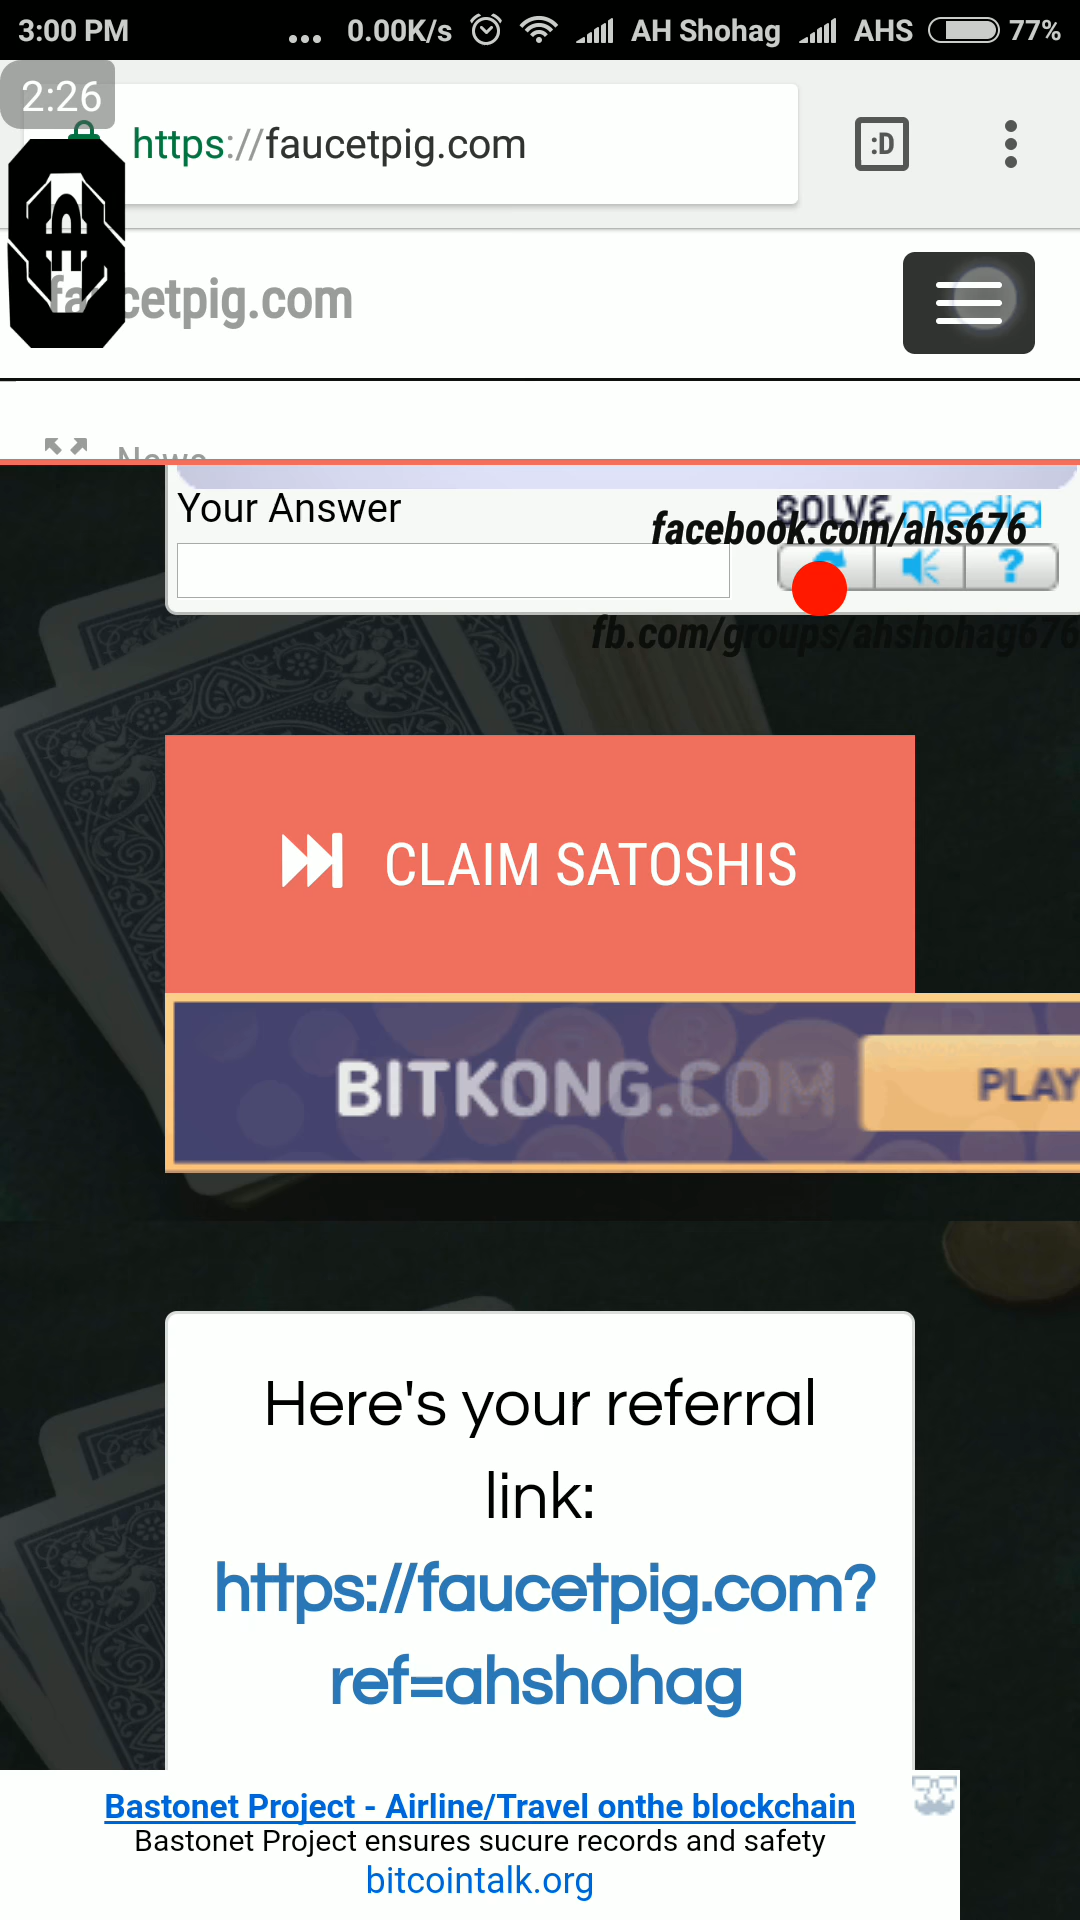 3:00 PM ... 0.00K/s AH Shohag AHS 77%
2:26
https://faucetpig.com :D
faucetpig.com
News
Your Answer
SOLVE media
facebook.com/ahs676
?
fb.com/groups/ahshohag676
CLAIM SATOSHIS
BITKONG.COM PLAY
Here's your referral
link:
https://faucetpig.com?
ref=ahshohag
Bastonet Project - Airline/Travel onthe blockchain
Bastonet Project ensures sucure records and safety
bitcointalk.org